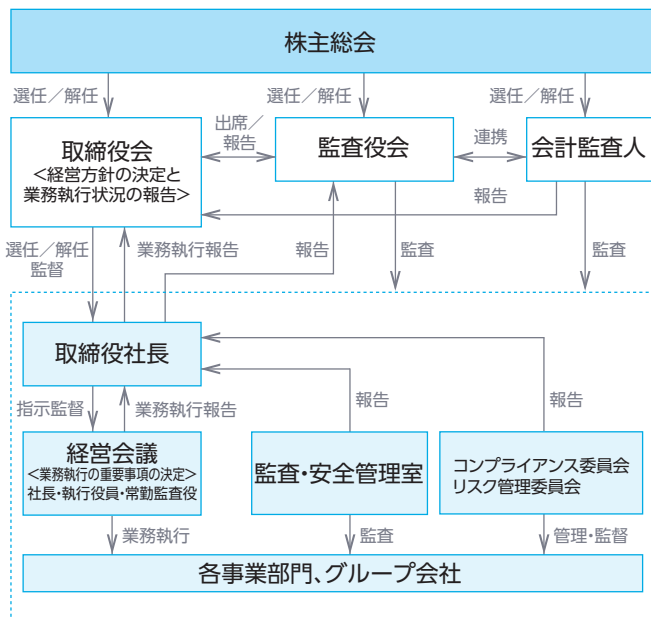 株主総会
選任／解任
選任／解任
選任／解任
取締役会
<経営方針の決定と
業務執行状況の報告>
出席／
報告
監査役会
連携
会計監査人
報告
選任／解任
監督
業務執行報告
報告
監査
監査
取締役社長
指示監督
業務執行報告
報告
報告
経営会議
<業務執行の重要事項の決定>
社長・執行役員・常勤監査役
監査・安全管理室
コンプライアンス委員会
リスク管理委員会
業務執行
監査
管理・監督
各事業部門、グループ会社